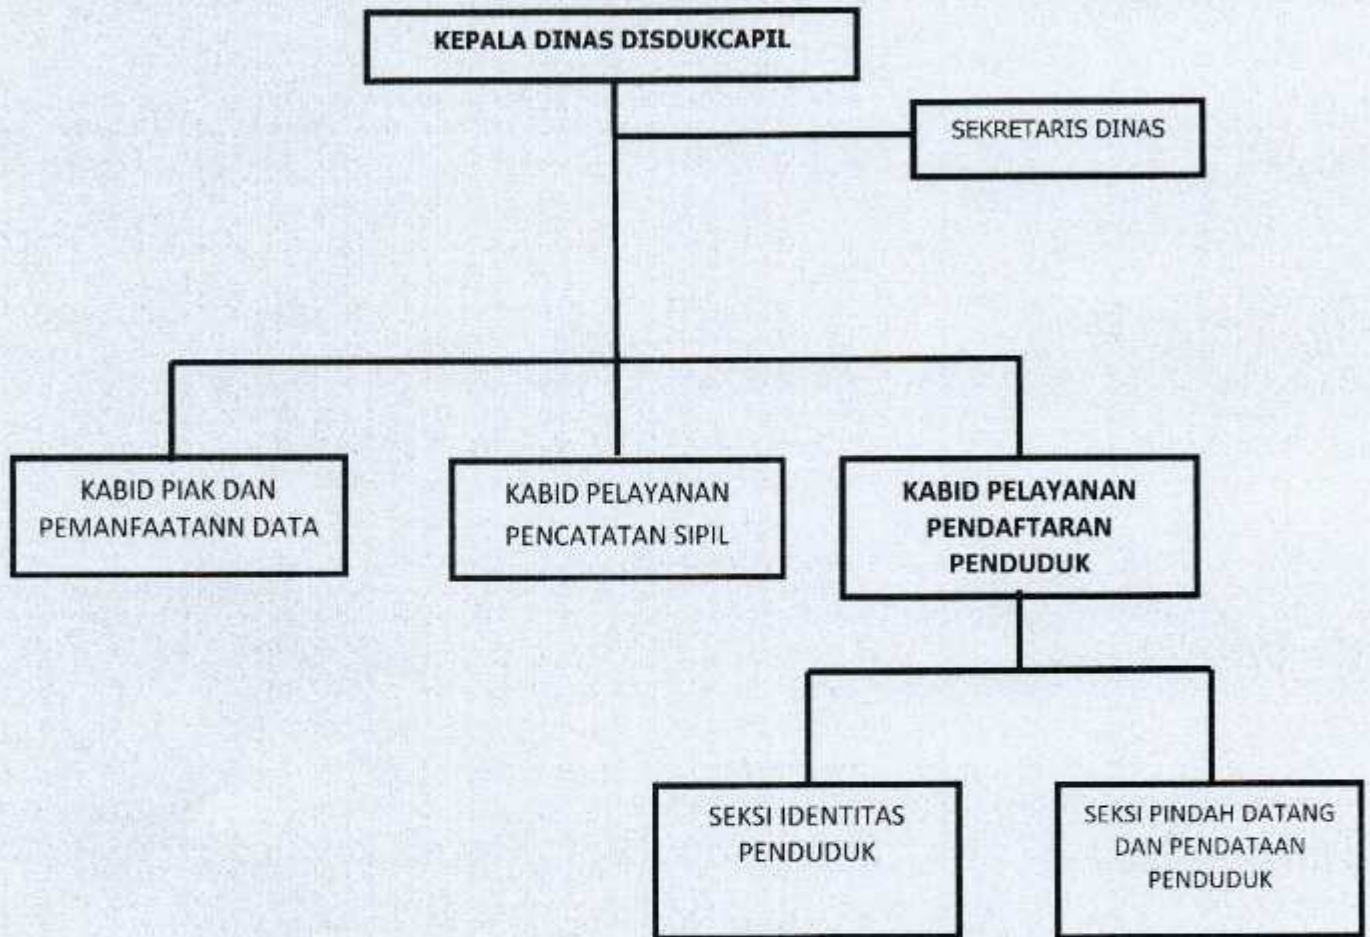 KEPALA DINAS DISDUKCAPIL
SEKRETARIS DINAS
KABID PIAK DAN
PEMANFAATANN DATA
KABID PELAYANAN
PENCATATAN SIPIL
KABID PELAYANAN
PENDAFTARAN
PENDUDUK
SEKSI IDENTITAS
PENDUDUK
SEKSI PINDAH DATANG
DAN PENDATAAN
PENDUDUK